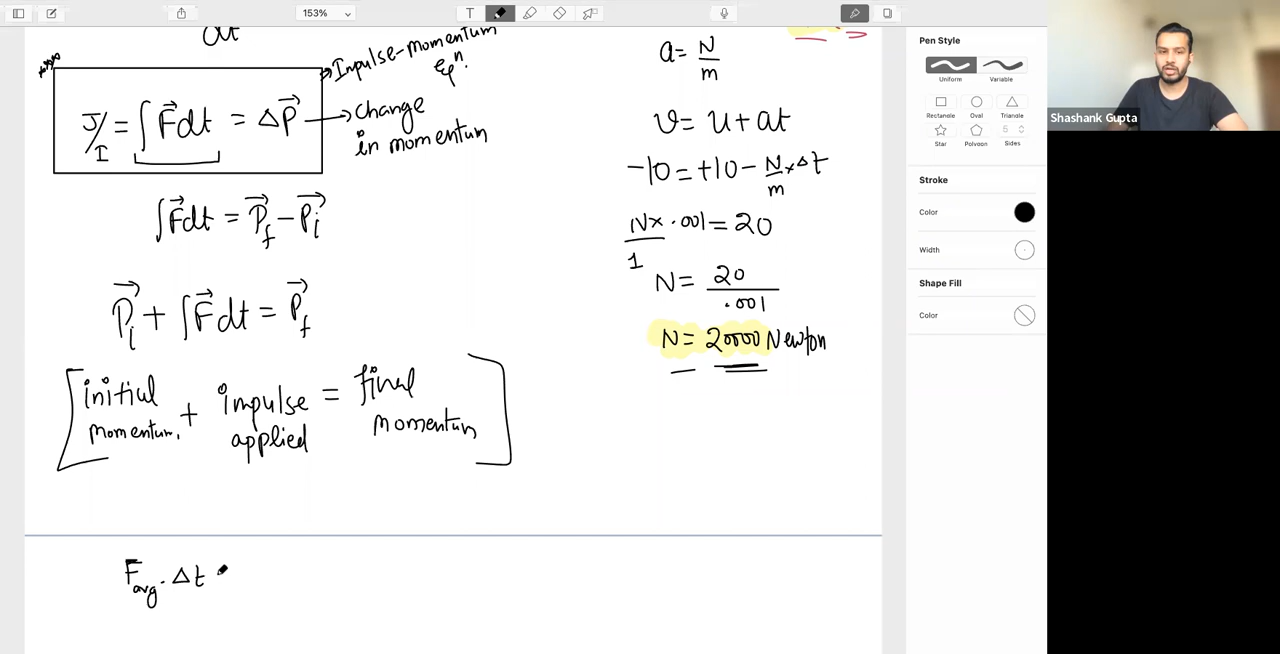 153%
T
dt
J/I = ∫F⃗dt = ΔP⃗
→ Impulse-momentum
eqⁿ.
→ change
in momentum
∫F⃗dt = P⃗f − P⃗i
P⃗i + ∫F⃗dt = P⃗f
[initial momentum + impulse applied = final momentum]
Favg. Δt
a = N/m
v = u + at
-10 = +10 - N/m × Δt
N × .001 / 1 = 20
N = 20/.001
N = 20000 Newton
Pen Style
Uniform Variable
Rectangle Oval Triangle
Star Polygon Sides
5
Stroke
Color
Width
Shape Fill
Color
Shashank Gupta